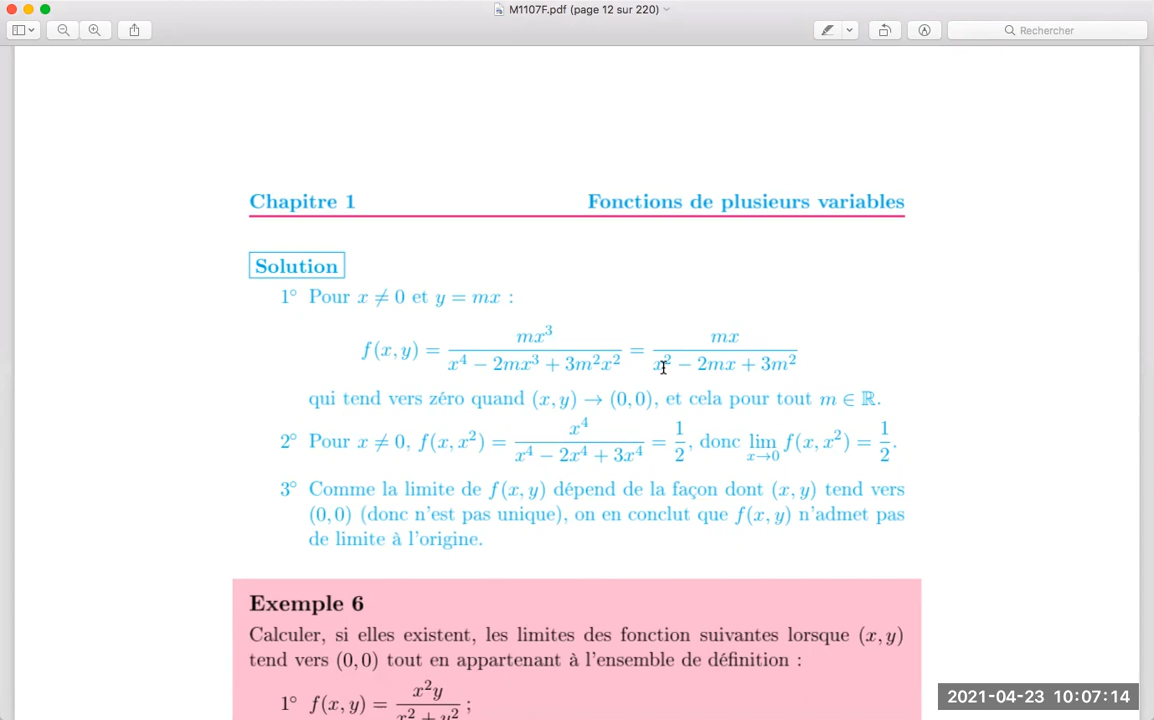 M1107F.pdf (page 12 sur 220)
Rechercher
Chapitre 1 Fonctions de plusieurs variables
Solution
1° Pour x ≠ 0 et y = mx :
f(x, y) = mx³ / (x⁴ − 2mx³ + 3m²x²) = mx / (x² − 2mx + 3m²)
qui tend vers zéro quand (x, y) → (0, 0), et cela pour tout m ∈ ℝ.
2° Pour x ≠ 0, f(x, x²) = x⁴ / (x⁴ − 2x⁴ + 3x⁴) = 1/2, donc lim x→0 f(x, x²) = 1/2.
3° Comme la limite de f(x, y) dépend de la façon dont (x, y) tend vers
(0, 0) (donc n'est pas unique), on en conclut que f(x, y) n'admet pas
de limite à l'origine.
Exemple 6
Calculer, si elles existent, les limites des fonction suivantes lorsque (x, y)
tend vers (0, 0) tout en appartenant à l'ensemble de définition :
1° f(x, y) = x²y / (x² + y²) ;
2021-04-23 10:07:14